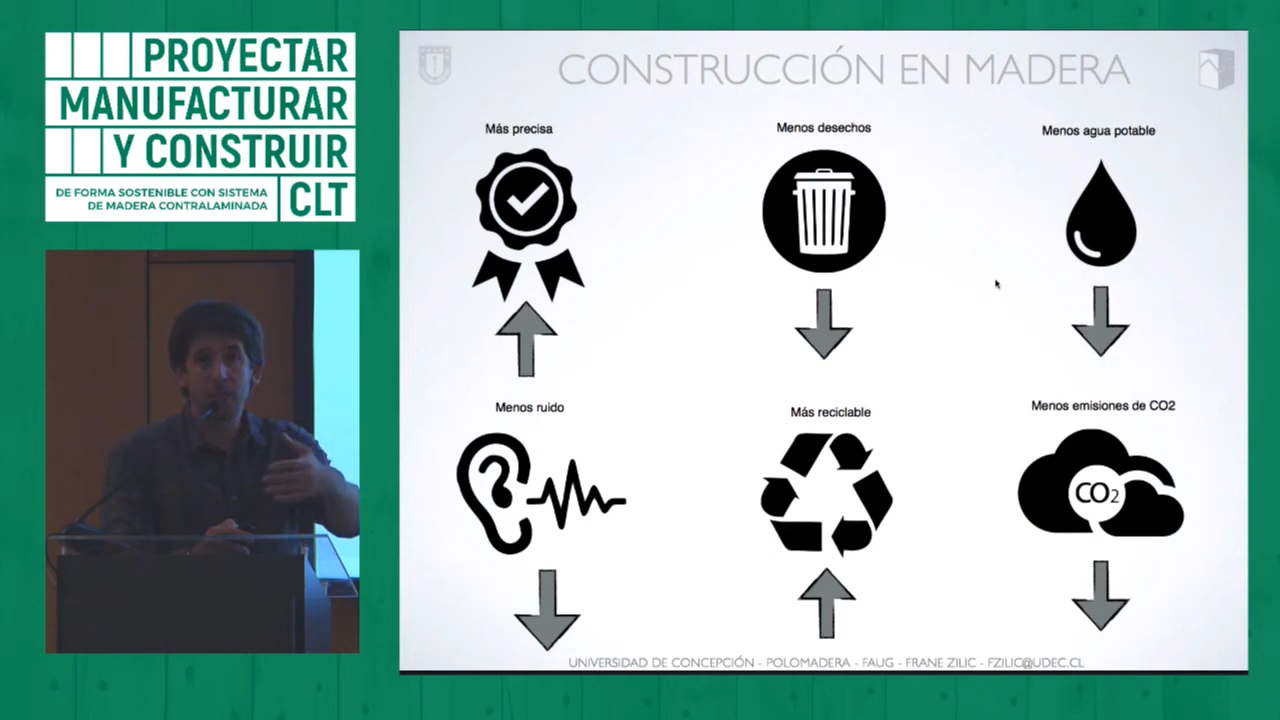 PROYECTAR
MANUFACTURAR
Y CONSTRUIR
DE FORMA SOSTENIBLE CON SISTEMA
DE MADERA CONTRALAMINADA
CLT
CONSTRUCCIÓN EN MADERA
Más precisa
Menos desechos
Menos agua potable
Menos ruido
Más reciclable
Menos emisiones de CO2
CO2
UNIVERSIDAD DE CONCEPCIÓN - POLOMADERA - FAUG - FRANE ZILIC - FZILIC@UDEC.CL